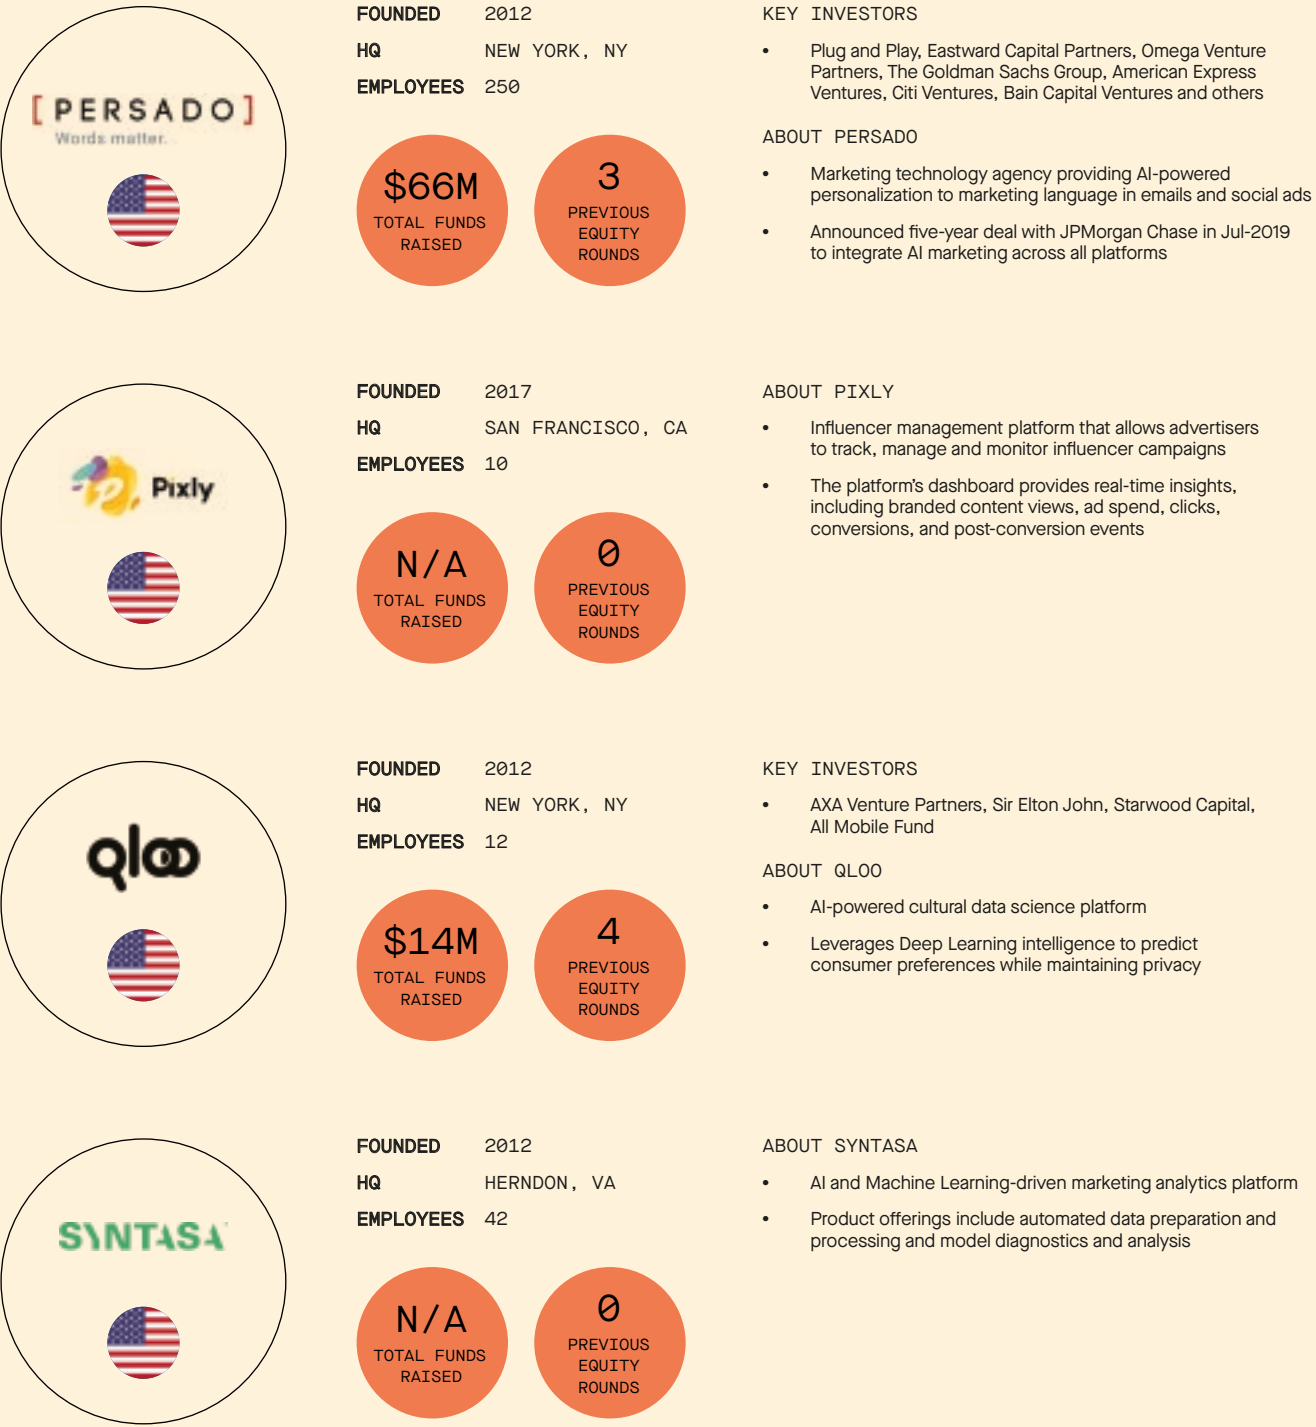 [ PERSADO ]
Words matter.
FOUNDED 2012
HQ NEW YORK, NY
EMPLOYEES 250
$66M
TOTAL FUNDS
RAISED
3
PREVIOUS
EQUITY
ROUNDS
KEY INVESTORS
• Plug and Play, Eastward Capital Partners, Omega Venture
Partners, The Goldman Sachs Group, American Express
Ventures, Citi Ventures, Bain Capital Ventures and others
ABOUT PERSADO
• Marketing technology agency providing AI-powered
personalization to marketing language in emails and social ads
• Announced five-year deal with JPMorgan Chase in Jul-2019
to integrate AI marketing across all platforms
Pixly
FOUNDED 2017
HQ SAN FRANCISCO, CA
EMPLOYEES 10
N/A
TOTAL FUNDS
RAISED
0
PREVIOUS
EQUITY
ROUNDS
ABOUT PIXLY
• Influencer management platform that allows advertisers
to track, manage and monitor influencer campaigns
• The platform's dashboard provides real-time insights,
including branded content views, ad spend, clicks,
conversions, and post-conversion events
qloo
FOUNDED 2012
HQ NEW YORK, NY
EMPLOYEES 12
$14M
TOTAL FUNDS
RAISED
4
PREVIOUS
EQUITY
ROUNDS
KEY INVESTORS
• AXA Venture Partners, Sir Elton John, Starwood Capital,
All Mobile Fund
ABOUT QLOO
• AI-powered cultural data science platform
• Leverages Deep Learning intelligence to predict
consumer preferences while maintaining privacy
SYNTASA
FOUNDED 2012
HQ HERNDON, VA
EMPLOYEES 42
N/A
TOTAL FUNDS
RAISED
0
PREVIOUS
EQUITY
ROUNDS
ABOUT SYNTASA
• AI and Machine Learning-driven marketing analytics platform
• Product offerings include automated data preparation and
processing and model diagnostics and analysis